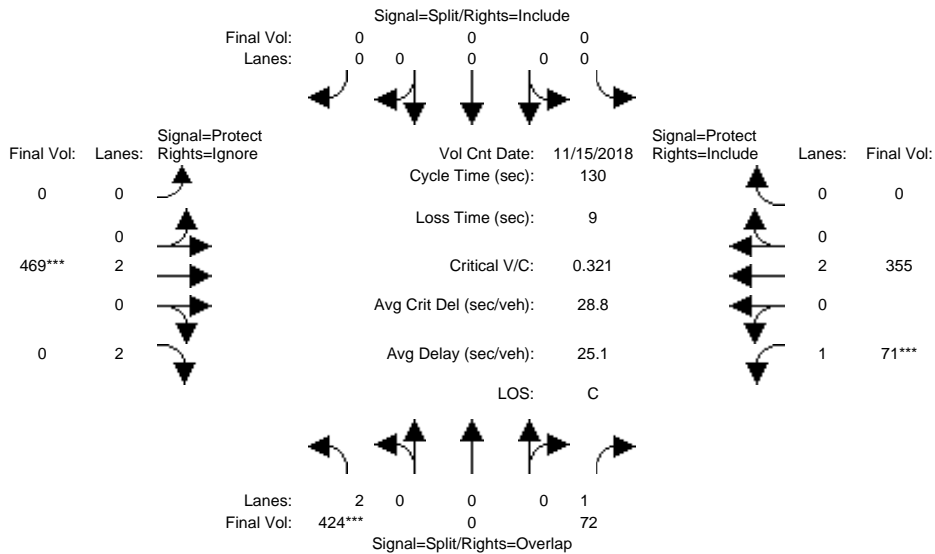 Signal=Split/Rights=Include
Final Vol: 0 0 0
Lanes: 0 0 0 0 0
Signal=Protect Signal=Protect
Final Vol: Lanes: Rights=Ignore Vol Cnt Date: 11/15/2018 Rights=Include Lanes: Final Vol:
Cycle Time (sec): 130
0 0 0 0
Loss Time (sec): 9
0 0
469*** 2 Critical V/C: 0.321 2 355
0 Avg Crit Del (sec/veh): 28.8 0
0 2 Avg Delay (sec/veh): 25.1 1 71***
LOS: C
Lanes: 2 0 0 0 1
Final Vol: 424*** 0 72
Signal=Split/Rights=Overlap